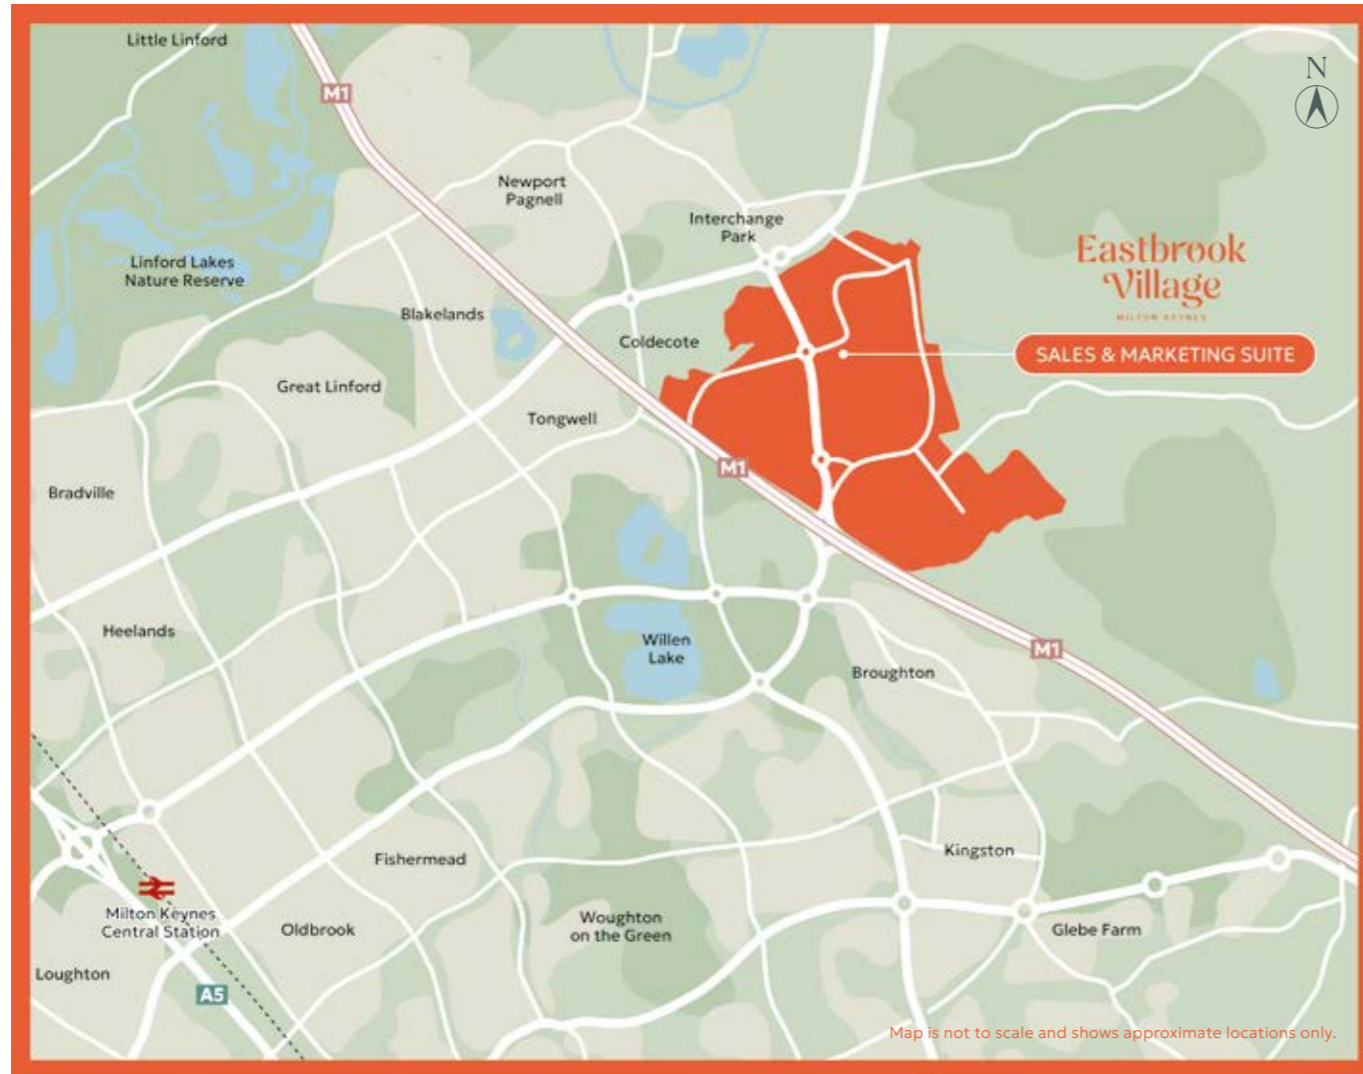 Little Linford
N
M1
Newport
Pagnell
Interchange
Park
Eastbrook
Village
MILTON KEYNES
Linford Lakes
Nature Reserve
Blakelands
Coldecote
SALES & MARKETING SUITE
Great Linford
Tongwell
M1
Bradville
Heelands
Willen
Lake
M1
Broughton
Kingston
Fishermead
Milton Keynes
Central Station
Oldbrook
Woughton
on the Green
Glebe Farm
Loughton
A5
Map is not to scale and shows approximate locations only.